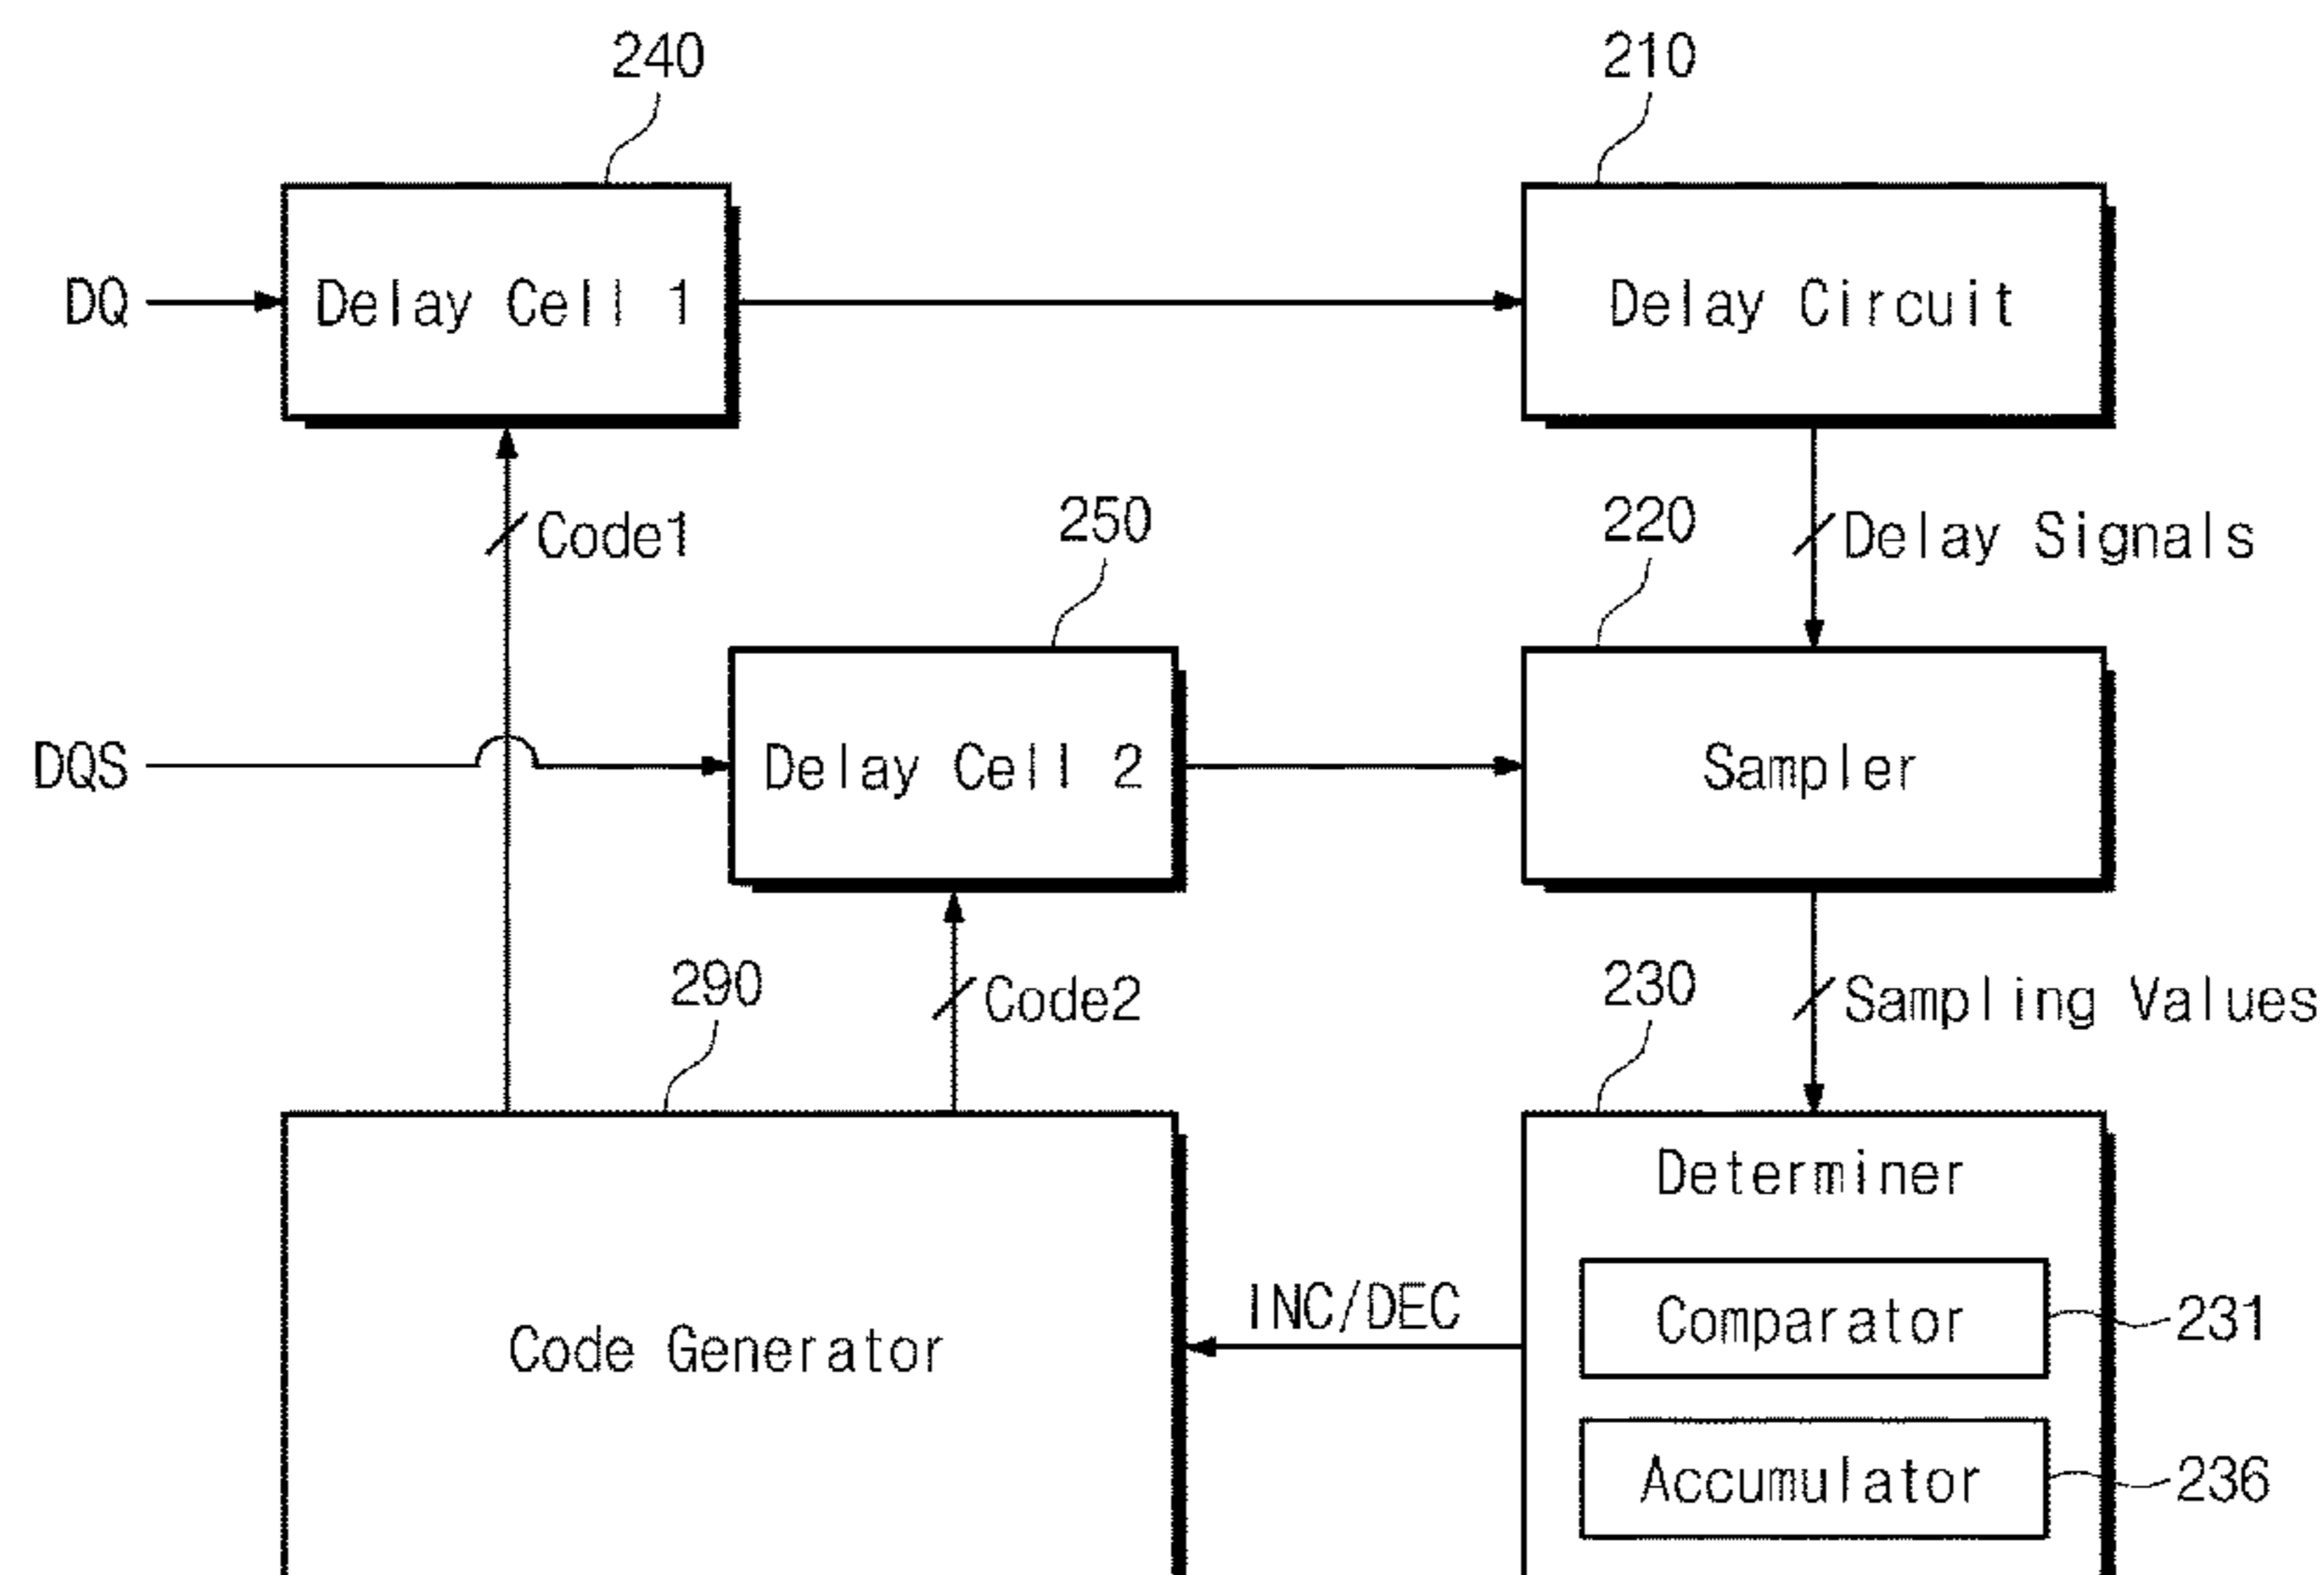 240
210
DQ
Delay Cell 1
Delay Circuit
Code1
250
220
Delay Signals
DQS
Delay Cell 2
Sampler
290
Code2
230
Sampling Values
Determiner
Code Generator
INC/DEC
Comparator
231
Accumulator
236